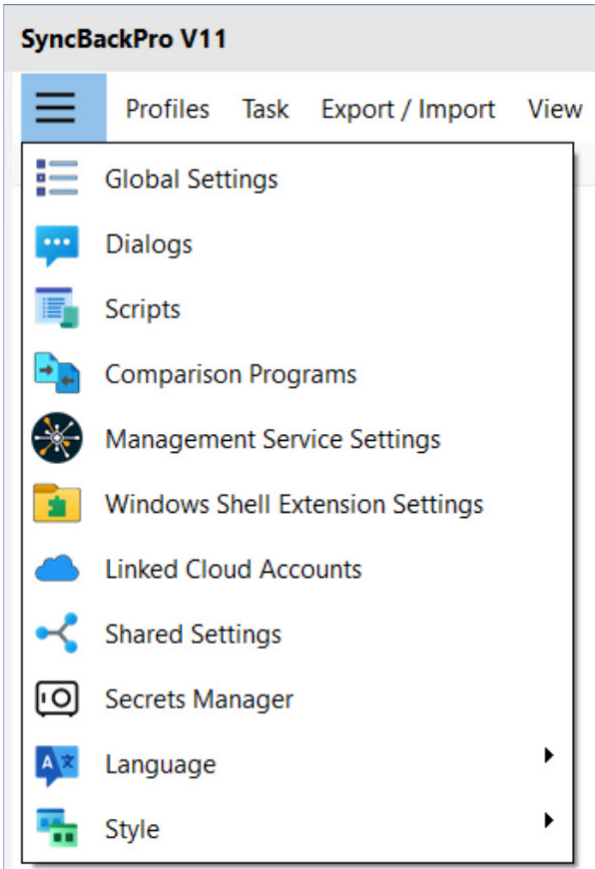 SyncBackPro V11
Profiles Task Export / Import View
Global Settings
Dialogs
Scripts
Comparison Programs
Management Service Settings
Windows Shell Extension Settings
Linked Cloud Accounts
Shared Settings
Secrets Manager
A 文 Language
Style